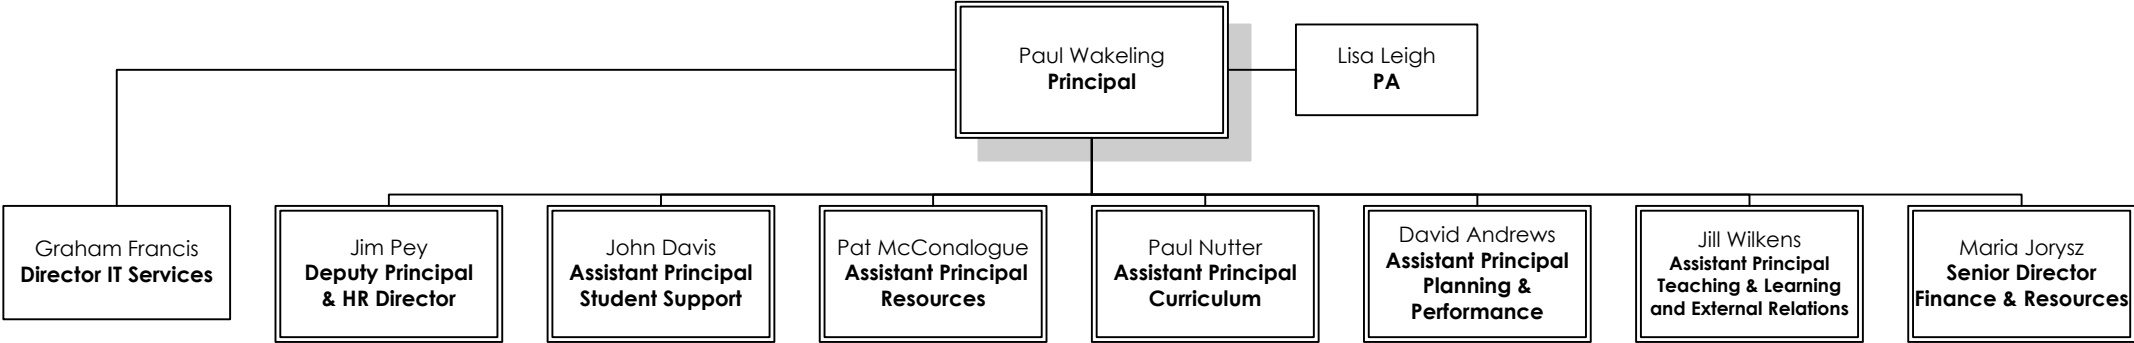 Paul Wakeling
Principal
Lisa Leigh
PA
Graham Francis
Director IT Services
Jim Pey
Deputy Principal
& HR Director
John Davis
Assistant Principal
Student Support
Pat McConalogue
Assistant Principal
Resources
Paul Nutter
Assistant Principal
Curriculum
David Andrews
Assistant Principal
Planning &
Performance
Jill Wilkens
Assistant Principal
Teaching & Learning
and External Relations
Maria Jorysz
Senior Director
Finance & Resources